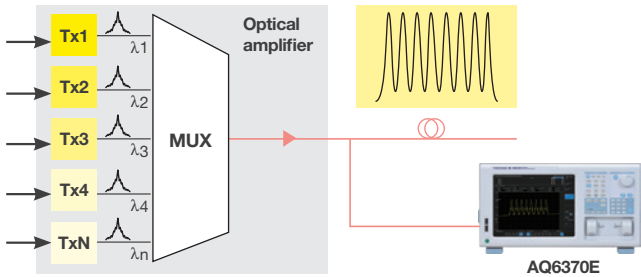 Optical
amplifier
Tx1
λ1
Tx2
λ2
Tx3
λ3
MUX
Tx4
λ4
TxN
λn
AQ6370E